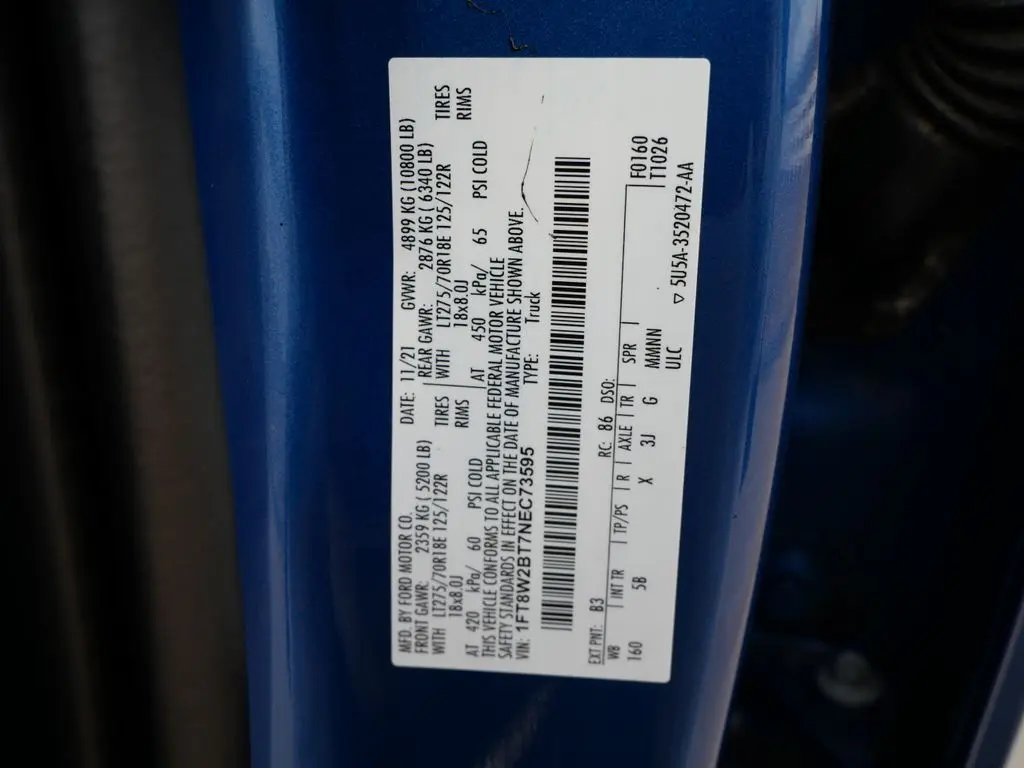 MFD. BY FORD MOTOR CO. DATE: 11/21 GVWR: 4899 KG (10800 LB)
FRONT GAWR: 2359 KG ( 5200 LB) REAR GAWR: 2876 KG ( 6340 LB)
WITH LT275/70R18E 125/122R TIRES WITH LT275/70R18E 125/122R TIRES
18x8.0J RIMS 18x8.0J RIMS
AT 420 kPa/ 60 PSI COLD AT 450 kPa/ 65 PSI COLD
THIS VEHICLE CONFORMS TO ALL APPLICABLE FEDERAL MOTOR VEHICLE
SAFETY STANDARDS IN EFFECT ON THE DATE OF MANUFACTURE SHOWN ABOVE.
VIN: 1FT8W2BT7NEC73595 TYPE: Truck
EXT PNT: B3 RC: 86 DSO: F0160
WB INT TR TP/PS R AXLE TR SPR T1026
160 5B X 3J G MMNNN
ULC 5U5A-3520472-AA